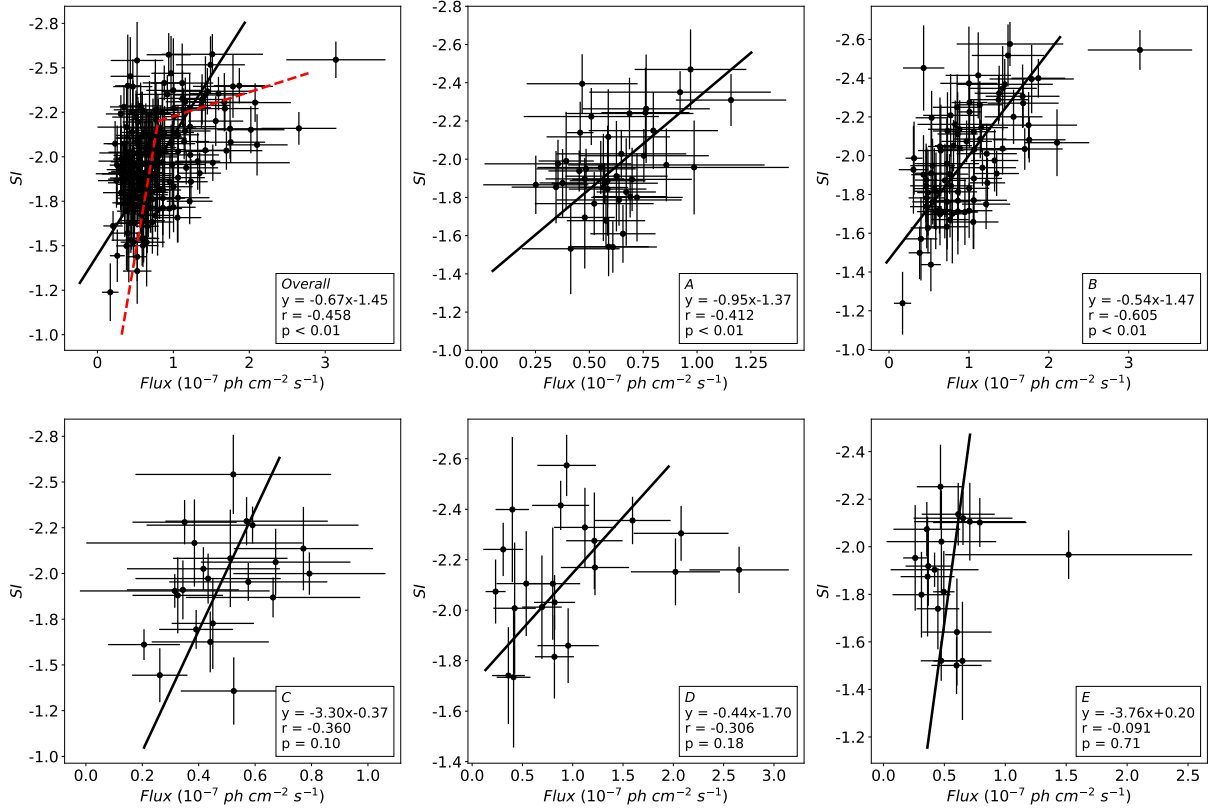 -2.8
-2.5
-2.2
-2.0
-1.8
-1.5
-1.2
-1.0
SI
0
1
2
3
Flux (10⁻⁷ ph cm⁻² s⁻¹)
Overall
y = -0.67x-1.45
r = -0.458
p < 0.01
-2.8
-2.6
-2.4
-2.2
-2.0
-1.8
-1.6
-1.4
-1.2
-1.0
SI
0.00
0.25
0.50
0.75
1.00
1.25
Flux (10⁻⁷ ph cm⁻² s⁻¹)
A
y = -0.95x-1.37
r = -0.412
p < 0.01
-2.6
-2.4
-2.2
-2.0
-1.8
-1.6
-1.4
-1.2
-1.0
SI
0
1
2
3
Flux (10⁻⁷ ph cm⁻² s⁻¹)
B
y = -0.54x-1.47
r = -0.605
p < 0.01
-2.8
-2.5
-2.2
-2.0
-1.8
-1.5
-1.2
-1.0
SI
0.0
0.2
0.4
0.6
0.8
1.0
Flux (10⁻⁷ ph cm⁻² s⁻¹)
C
y = -3.30x-0.37
r = -0.360
p = 0.10
-2.6
-2.4
-2.2
-2.0
-1.8
-1.6
-1.4
SI
0.0
0.5
1.0
1.5
2.0
2.5
3.0
Flux (10⁻⁷ ph cm⁻² s⁻¹)
D
y = -0.44x-1.70
r = -0.306
p = 0.18
-2.4
-2.2
-2.0
-1.8
-1.6
-1.4
-1.2
SI
0.0
0.5
1.0
1.5
2.0
2.5
Flux (10⁻⁷ ph cm⁻² s⁻¹)
E
y = -3.76x+0.20
r = -0.091
p = 0.71